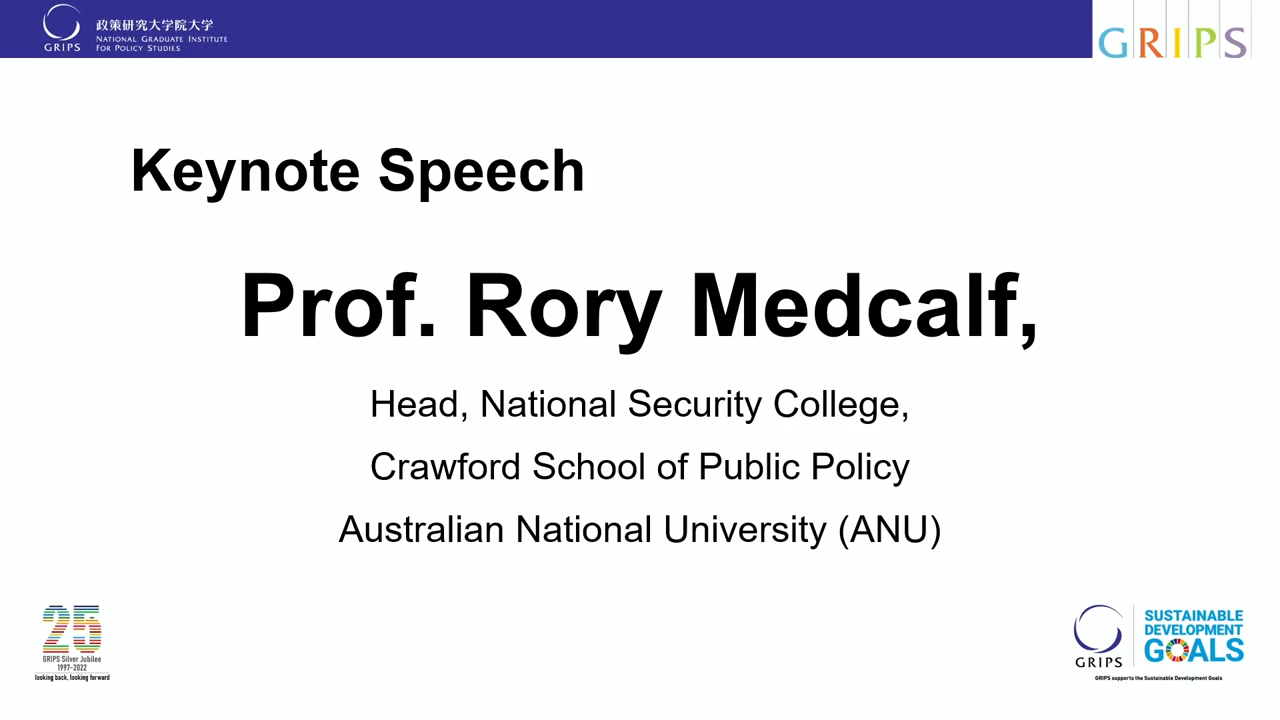 GRIPS
政策研究大学院大学
NATIONAL GRADUATE INSTITUTE
FOR POLICY STUDIES
GRIPS
Keynote Speech
Prof. Rory Medcalf,
Head, National Security College,
Crawford School of Public Policy
Australian National University (ANU)
25
GRIPS Silver Jubilee
1997-2022
looking back, looking forward
GRIPS
SUSTAINABLE
DEVELOPMENT
GOALS
GRIPS supports the Sustainable Development Goals